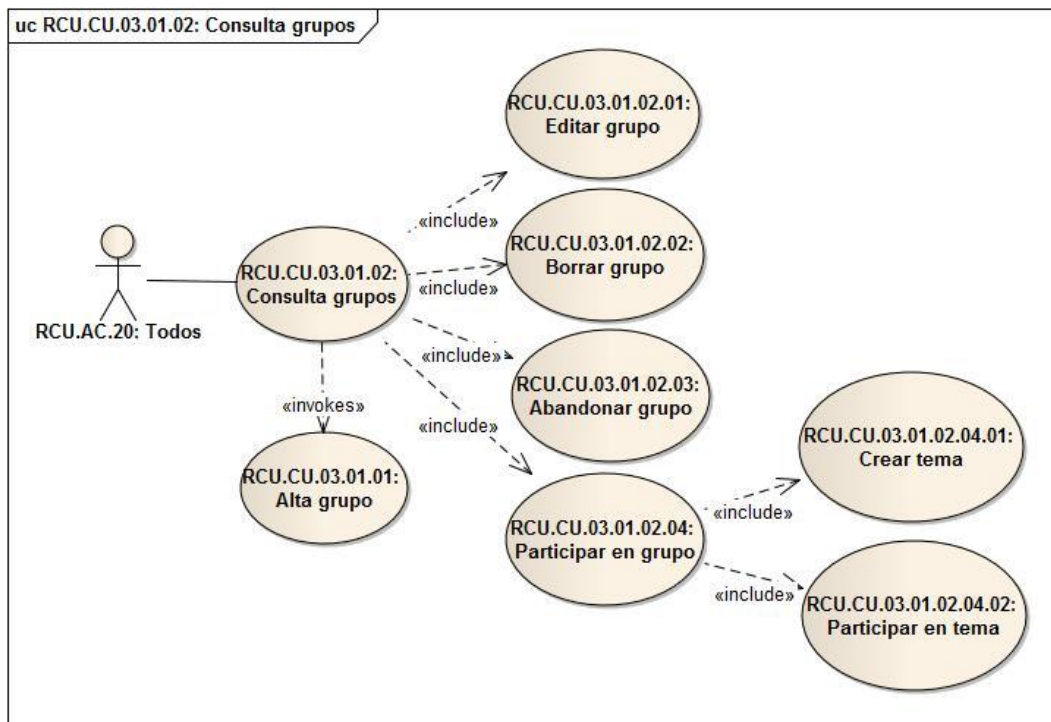 uc RCU.CU.03.01.02: Consulta grupos
RCU.CU.03.01.02.01:
Editar grupo
«include»
RCU.CU.03.01.02.02:
Borrar grupo
«include»
RCU.CU.03.01.02:
Consulta grupos
RCU.AC.20: Todos
«include»
RCU.CU.03.01.02.03:
Abandonar grupo
«invokes»
«include»
RCU.CU.03.01.01:
Alta grupo
RCU.CU.03.01.02.04:
Participar en grupo
«include»
RCU.CU.03.01.02.04.01:
Crear tema
«include»
RCU.CU.03.01.02.04.02:
Participar en tema